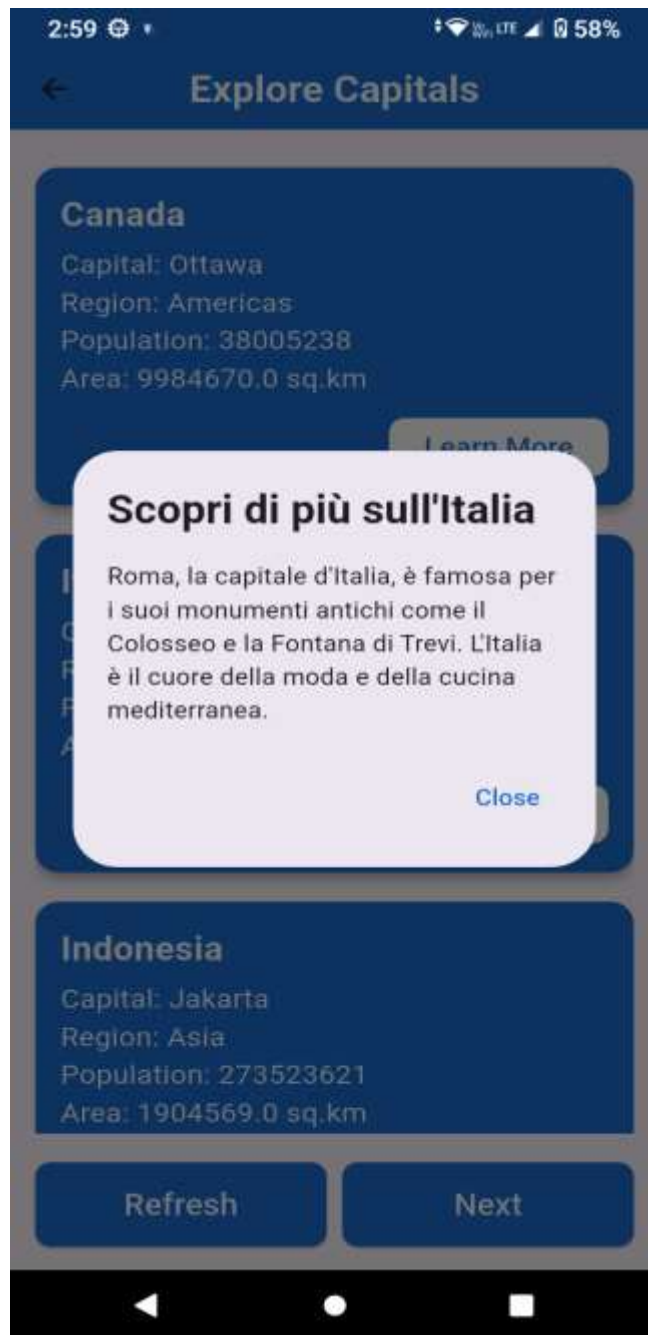 2:59
LTE 58%
Explore Capitals
Canada
Capital: Ottawa
Region: Americas
Population: 38005238
Area: 9984670.0 sq.km
Learn More
Scopri di più sull'Italia
Roma, la capitale d'Italia, è famosa per
i suoi monumenti antichi come il
Colosseo e la Fontana di Trevi. L'Italia
è il cuore della moda e della cucina
mediterranea.
Close
Indonesia
Capital: Jakarta
Region: Asia
Population: 273523621
Area: 1904569.0 sq.km
Refresh
Next